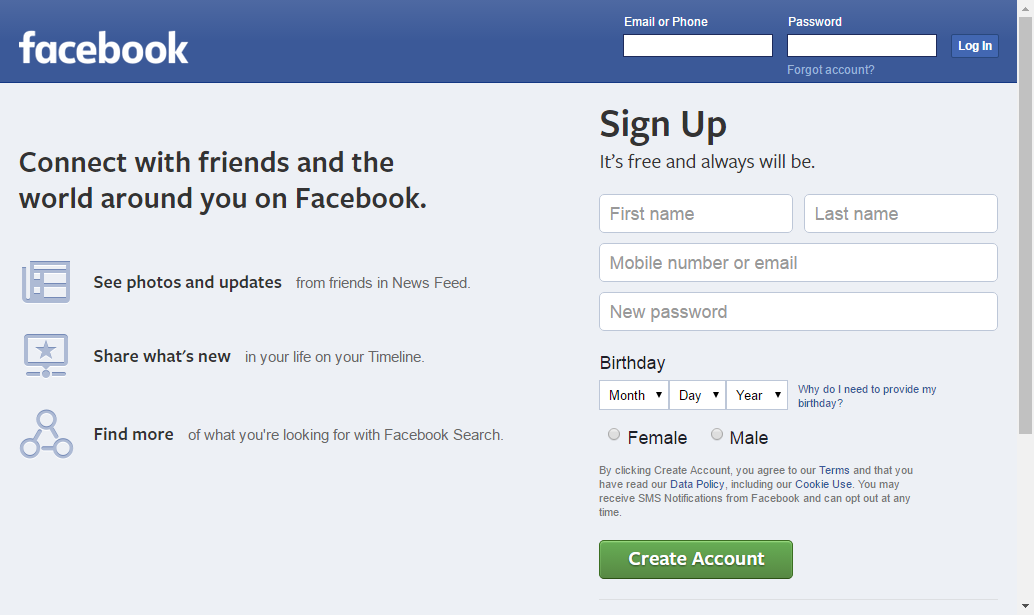 facebook
Email or Phone
Password
Log In
Forgot account?
Connect with friends and the
world around you on Facebook.
See photos and updates from friends in News Feed.
Share what's new in your life on your Timeline.
Find more of what you're looking for with Facebook Search.
Sign Up
It's free and always will be.
First name
Last name
Mobile number or email
New password
Birthday
Month
Day
Year
Why do I need to provide my
birthday?
Female
Male
By clicking Create Account, you agree to our Terms and that you
have read our Data Policy, including our Cookie Use. You may
receive SMS Notifications from Facebook and can opt out at any
time.
Create Account